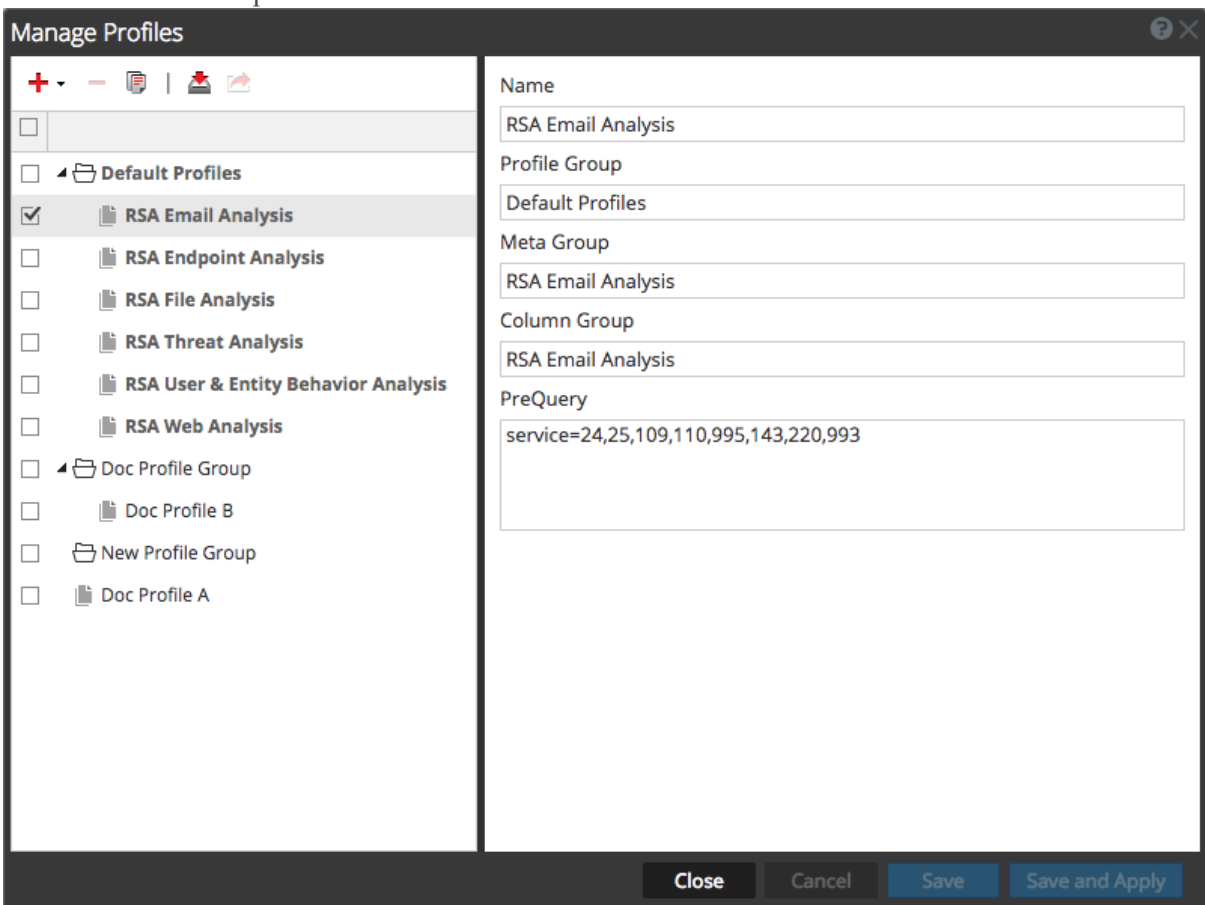 Manage Profiles
Name
RSA Email Analysis
Profile Group
Default Profiles
Default Profiles
RSA Email Analysis
Meta Group
RSA Endpoint Analysis
RSA Email Analysis
RSA File Analysis
Column Group
RSA Threat Analysis
RSA Email Analysis
RSA User & Entity Behavior Analysis
PreQuery
RSA Web Analysis
service=24,25,109,110,995,143,220,993
Doc Profile Group
Doc Profile B
New Profile Group
Doc Profile A
Close Cancel Save Save and Apply